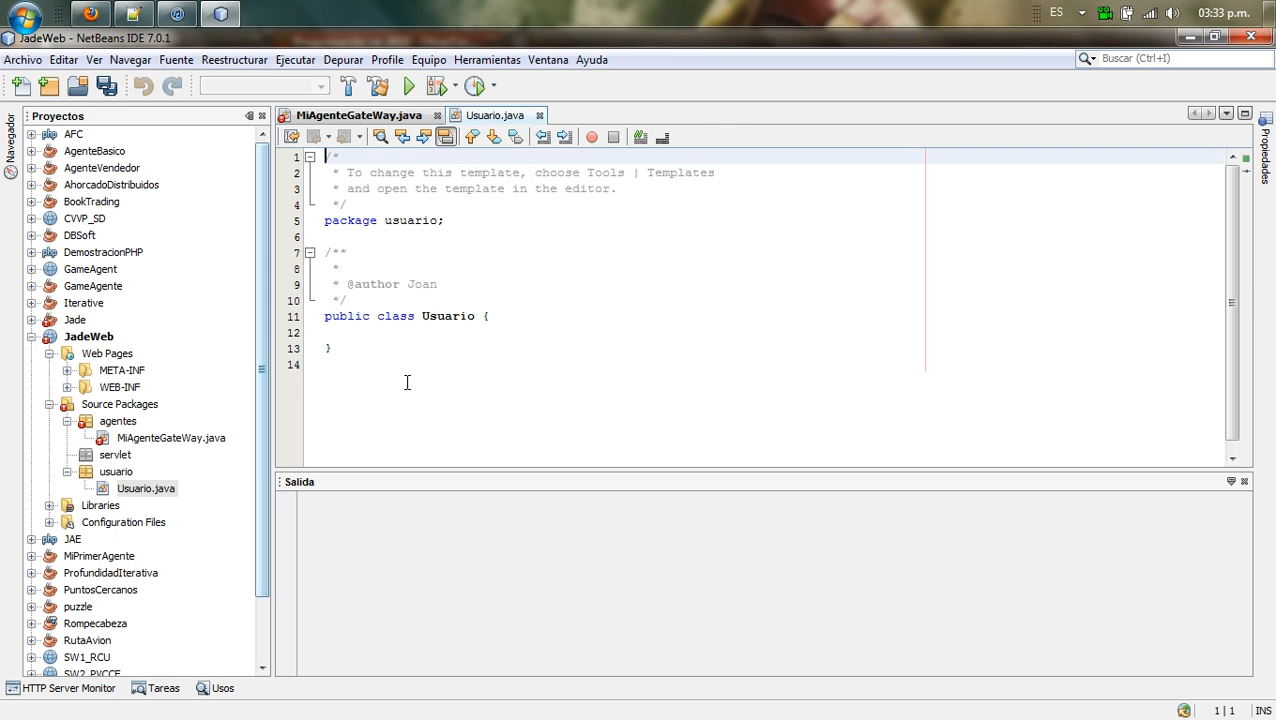 ES 03:33 p.m.
JadeWeb - NetBeans IDE 7.0.1
Archivo Editar Ver Navegar Fuente Reestructurar Ejecutar Depurar Profile Equipo Herramientas Ventana Ayuda
Buscar (Ctrl+I)
Navegador
Proyectos
AFC
AgenteBasico
AgenteVendedor
AhorcadoDistribuidos
BookTrading
CVVP_SD
DBSoft
DemostracionPHP
GameAgent
GameAgente
Iterative
Jade
JadeWeb
Web Pages
META-INF
WEB-INF
Source Packages
agentes
MiAgenteGateWay.java
servlet
usuario
Usuario.java
Libraries
Configuration Files
JAE
MiPrimerAgente
ProfundidadIterativa
PuntosCercanos
puzzle
Rompecabeza
RutaAvion
SW1_RCU
SW2_PVCCE
MiAgenteGateWay.java Usuario.java
1 /*
2 * To change this template, choose Tools | Templates
3 * and open the template in the editor.
4 */
5 package usuario;
6
7 /**
8 *
9 * @author Joan
10 */
11 public class Usuario {
12
13 }
14
Propiedades
Salida
HTTP Server Monitor Tareas Usos
1 | 1 INS